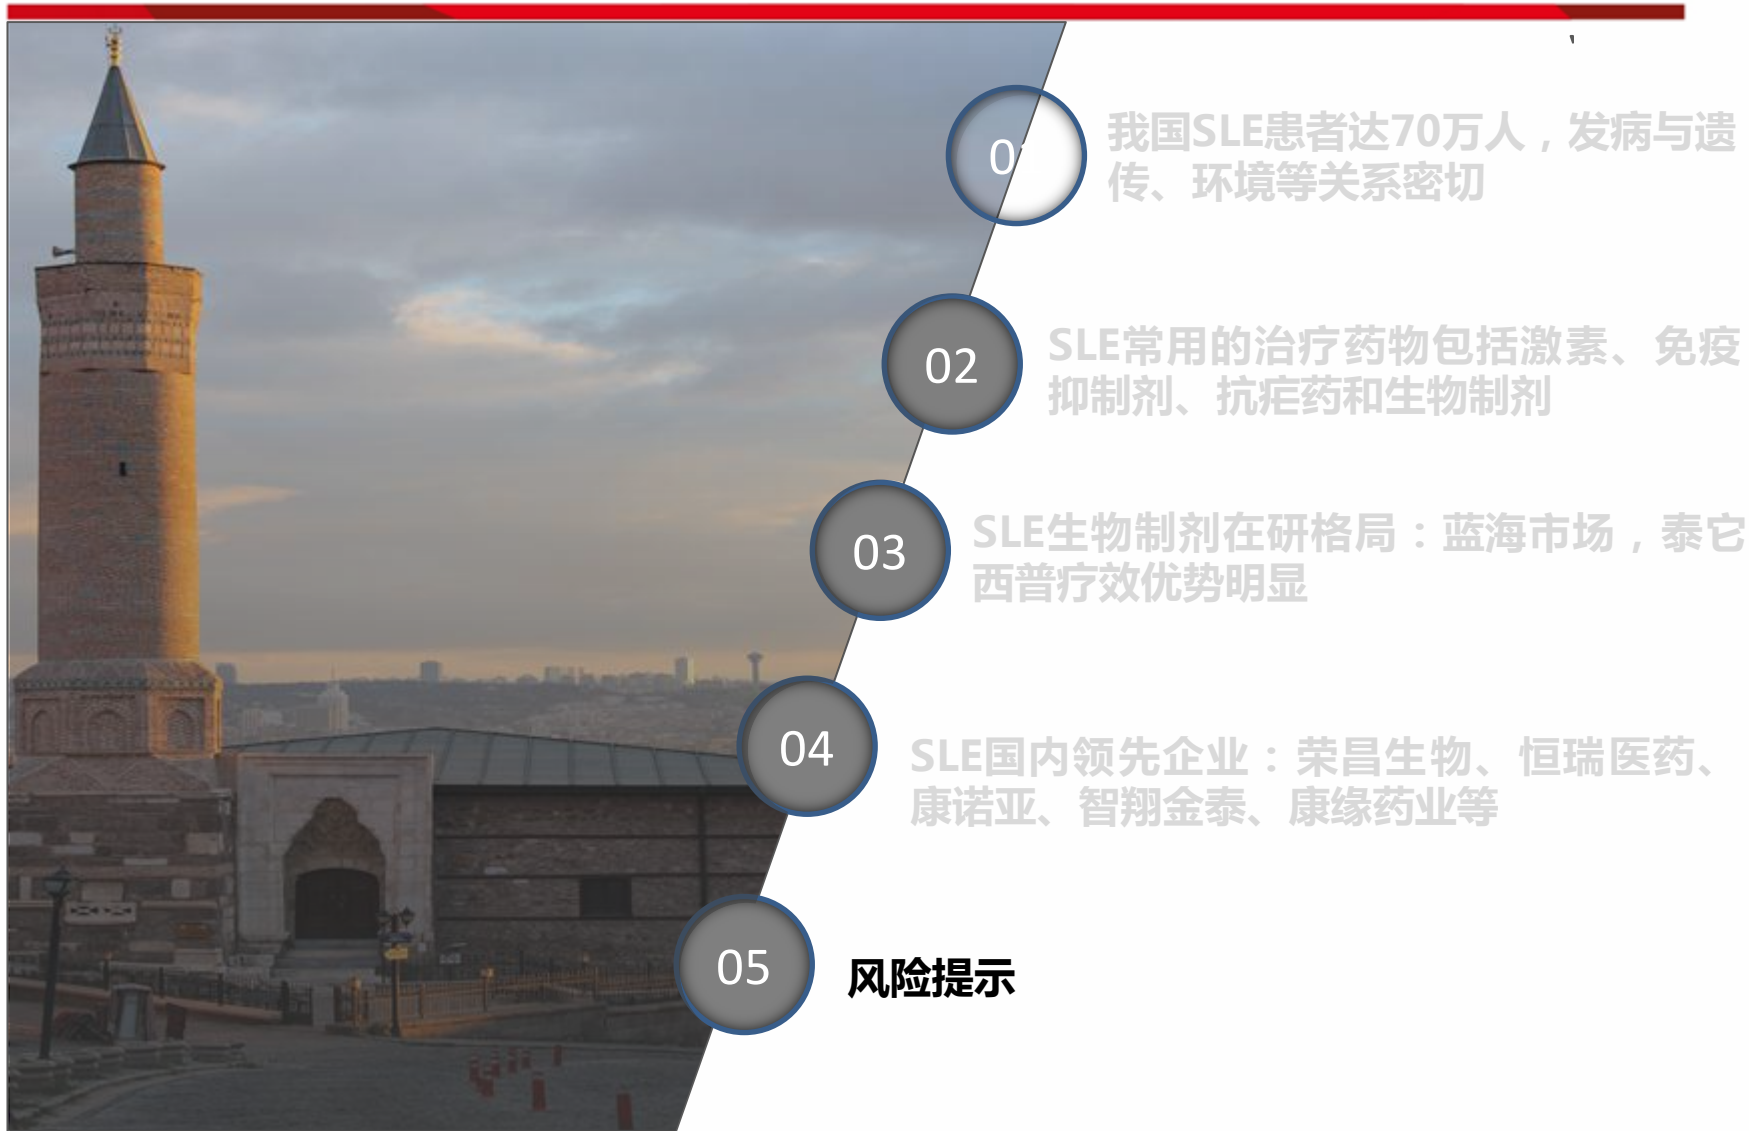 我国SLE患者达70万人，发病与遗
传、环境等关系密切
02
SLE常用的治疗药物包括激素、免疫
抑制剂、抗疟药和生物制剂
03
SLE生物制剂在研格局：蓝海市场，泰它
西普疗效优势明显
04
SLE国内领先企业：荣昌生物、恒瑞医药、
康诺亚、智翔金泰、康缘药业等
05
风险提示